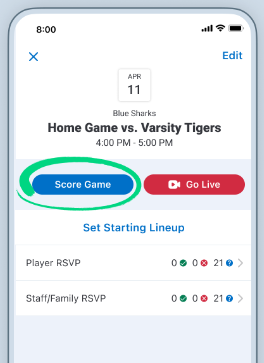 8:00
Edit
APR
11
Blue Sharks
Home Game vs. Varsity Tigers
4:00 PM - 5:00 PM
Score Game
Go Live
Set Starting Lineup
Player RSVP 0 0 21
Staff/Family RSVP 0 0 21